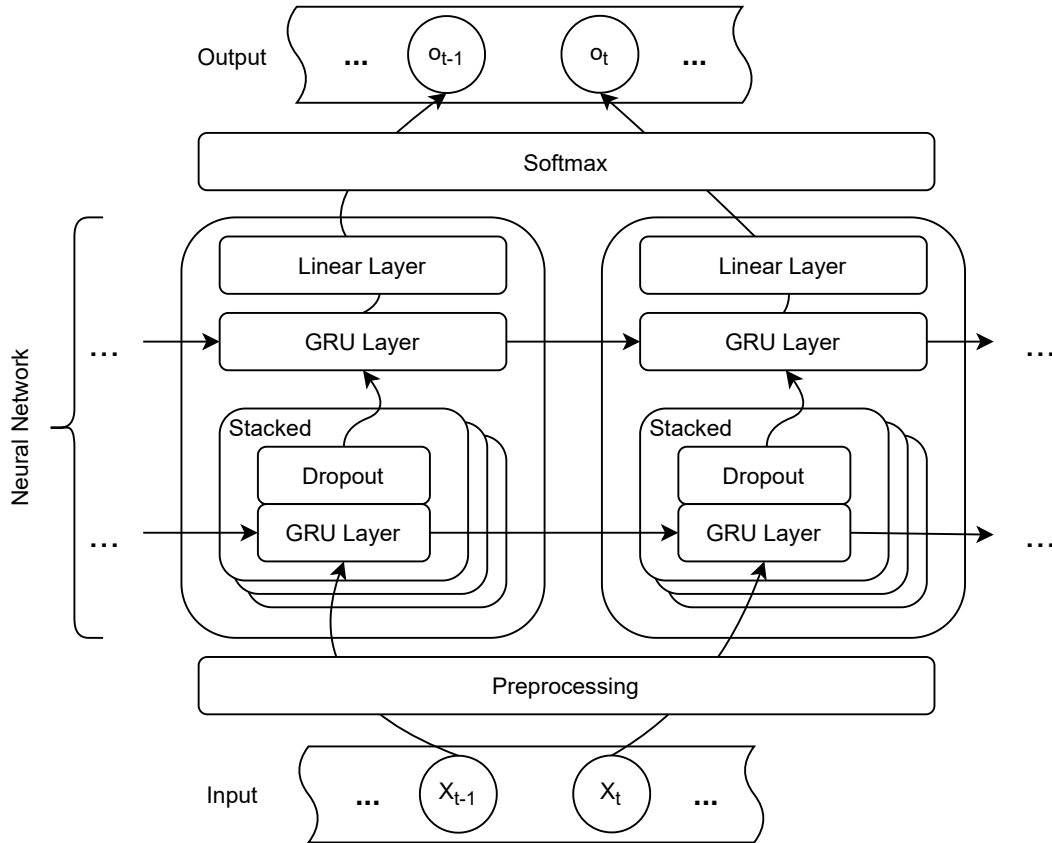 Output
...
o_t-1
o_t
...
Softmax
Neural Network
Linear Layer
Linear Layer
...
GRU Layer
GRU Layer
...
Stacked
Stacked
Dropout
Dropout
...
GRU Layer
GRU Layer
...
Preprocessing
Input
...
X_t-1
X_t
...